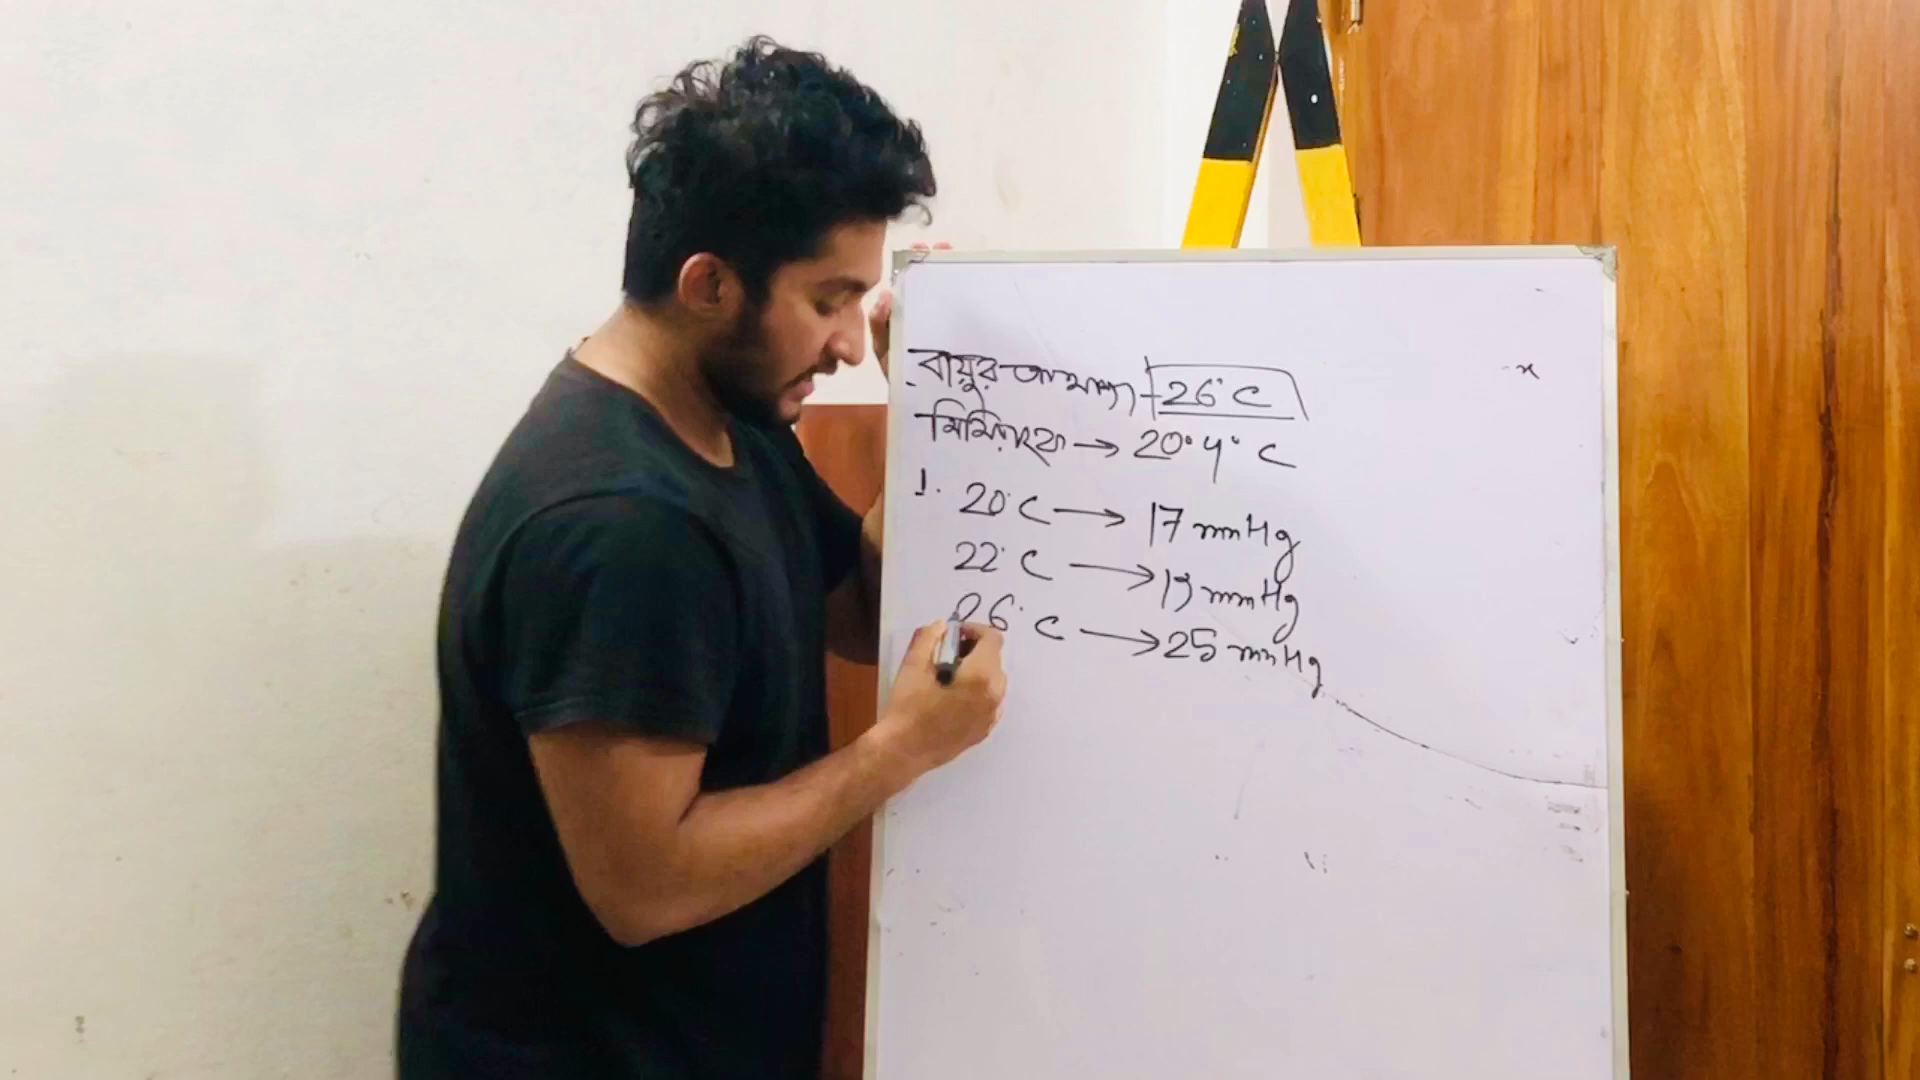 বায়ুর তাপমাত্রা 26°C
শিশিরাংক → 20.4° C
1. 20°C → 17 mmHg
22°C → 19 mmHg
26°C → 25 mmHg